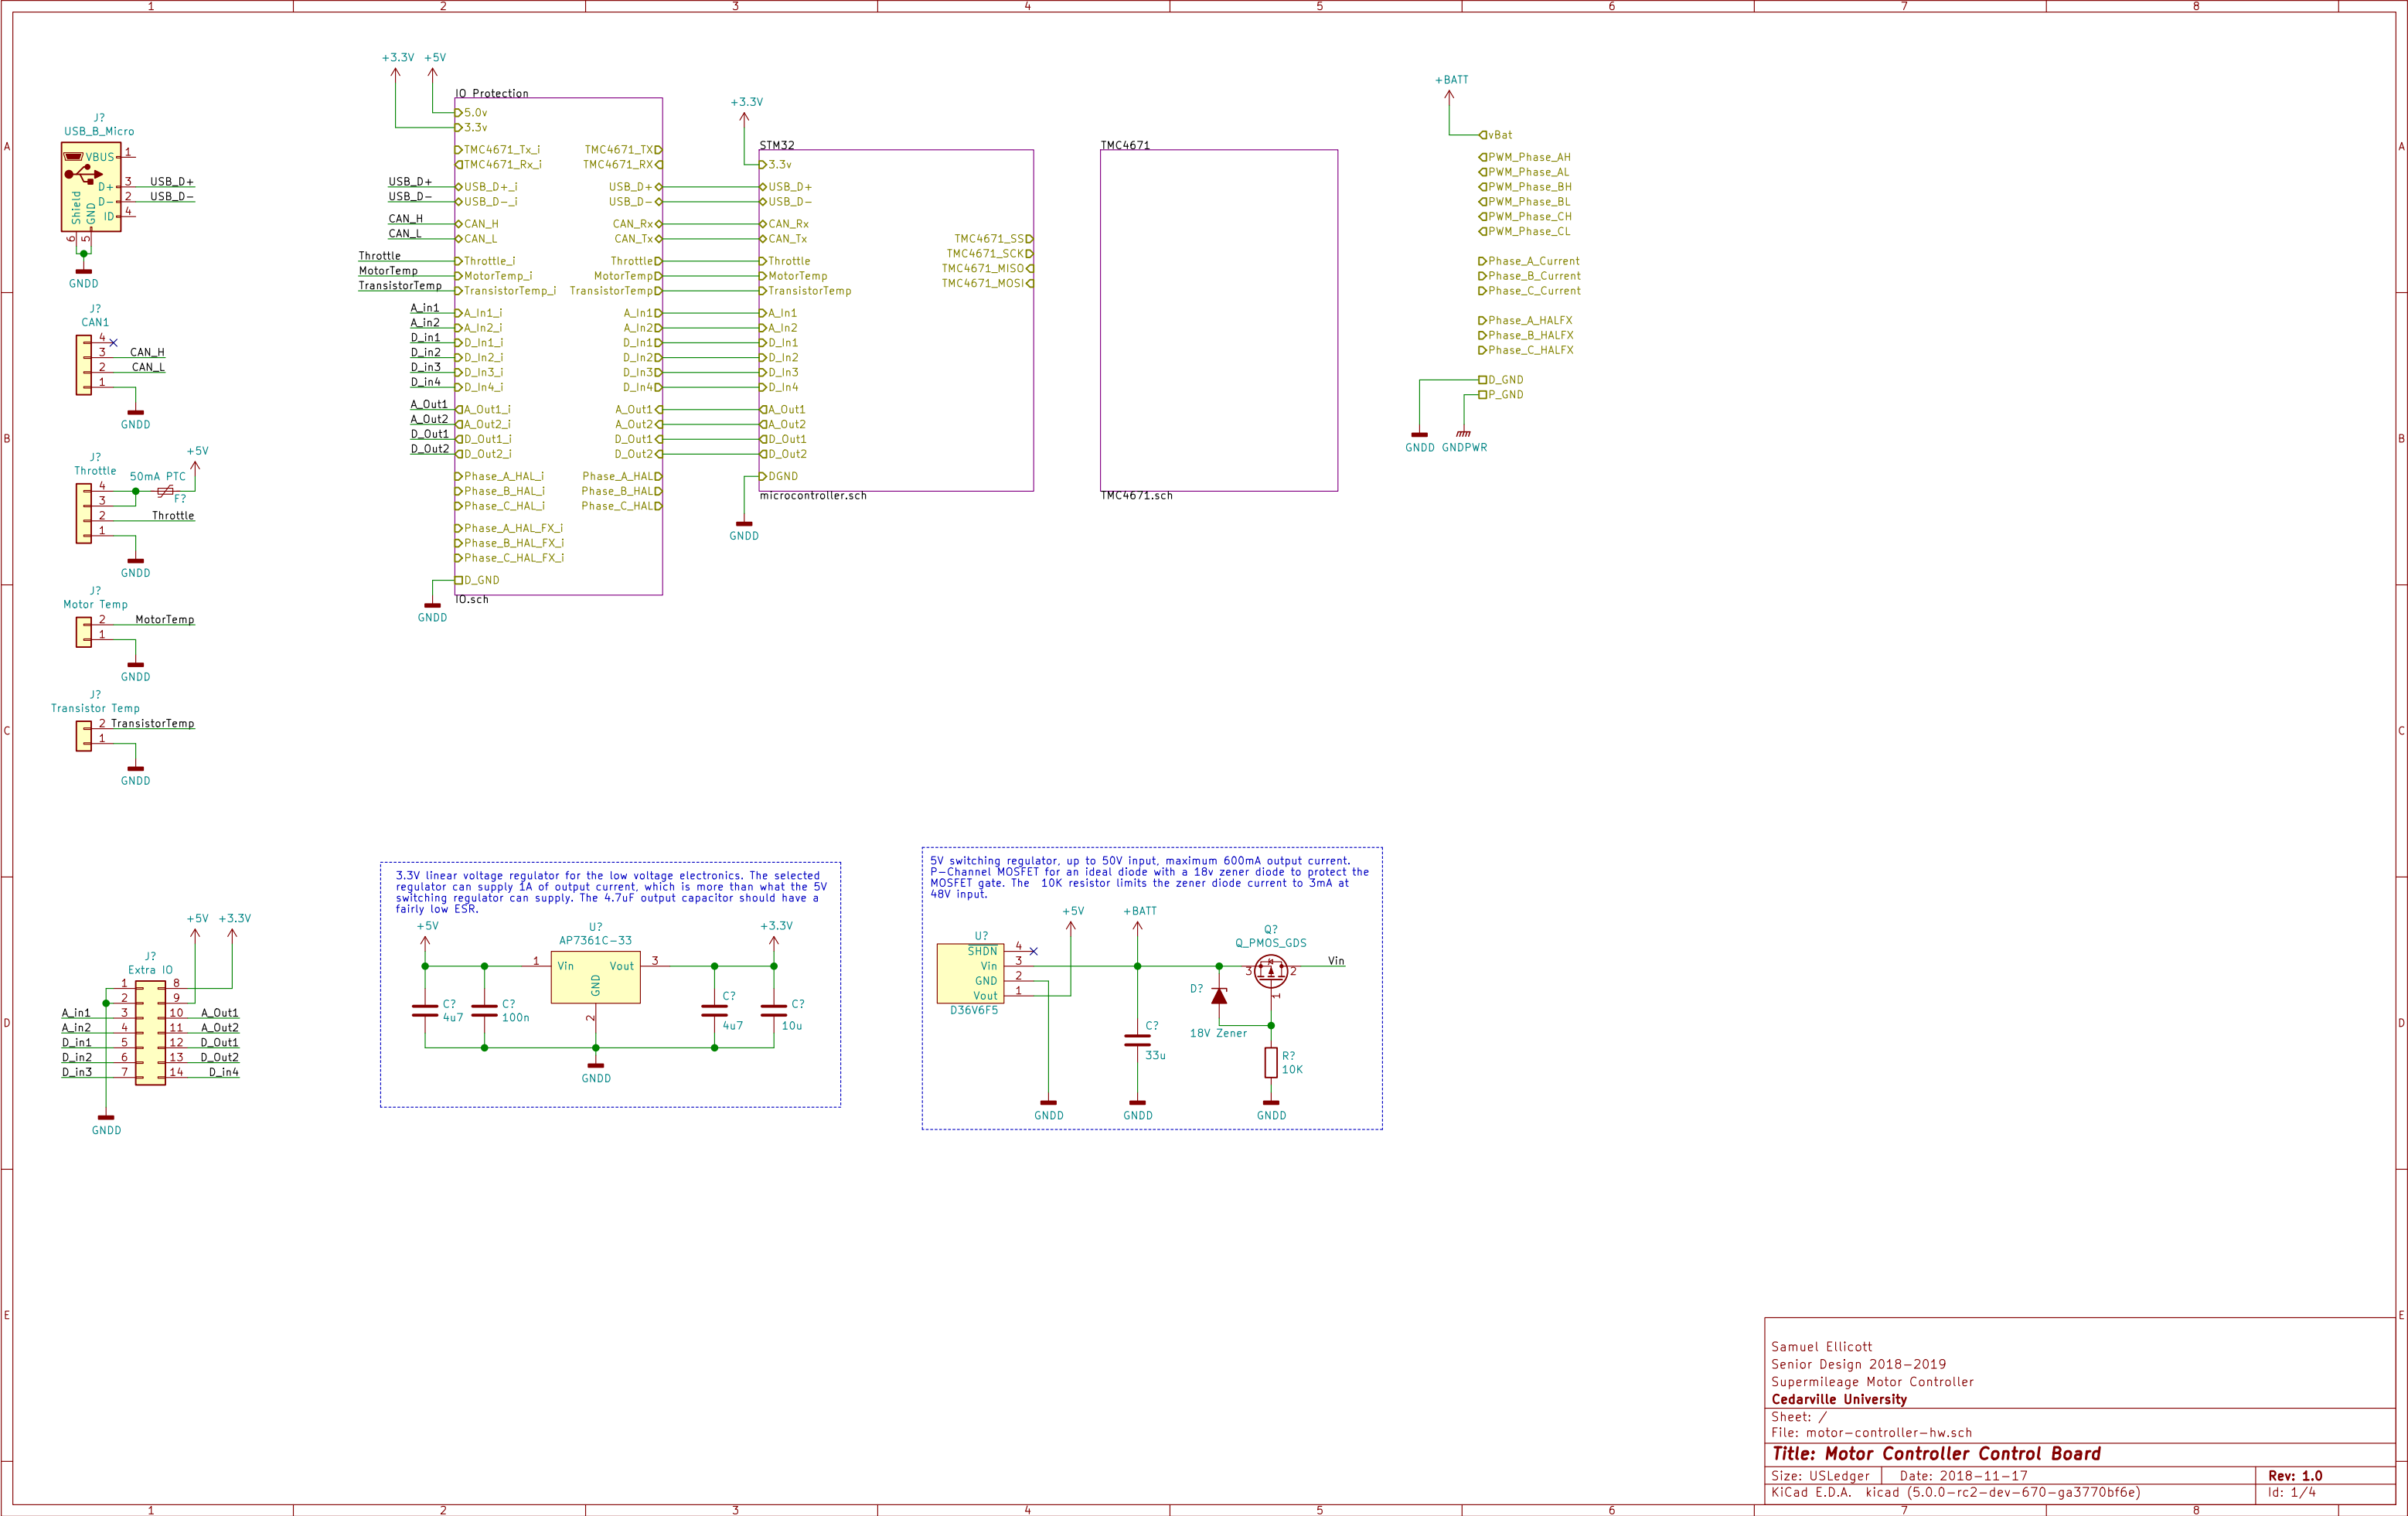 1 2 3 4 5 6 7 8
A
B
C
D
E
A
B
C
D
E
J?
USB_B_Micro
VBUS 1
D+ 3 USB_D+
D- 2 USB_D-
ID 4
Shield
GND
6 5
GNDD
J?
CAN1
4
3 CAN_H
2 CAN_L
1
GNDD
J?
Throttle
+5V
50mA PTC
F?
4
3
2 Throttle
1
GNDD
J?
Motor Temp
2 MotorTemp
1
GNDD
J?
Transistor Temp
2 TransistorTemp
1
GNDD
+5V +3.3V
J?
Extra IO
1 8
2 9
A_in1 3 10 A_Out1
A_in2 4 11 A_Out2
D_in1 5 12 D_Out1
D_in2 6 13 D_Out2
D_in3 7 14 D_in4
GNDD
+3.3V +5V
IO Protection
5.0v
3.3v
TMC4671_Tx_i TMC4671_TX
TMC4671_Rx_i TMC4671_RX
USB_D+ USB_D+_i USB_D+
USB_D- USB_D-_i USB_D-
CAN_H CAN_H CAN_Rx
CAN_L CAN_L CAN_Tx
Throttle Throttle_i Throttle
MotorTemp MotorTemp_i MotorTemp
TransistorTemp TransistorTemp_i TransistorTemp
A_in1 A_In1_i A_In1
A_in2 A_In2_i A_In2
D_in1 D_In1_i D_In1
D_in2 D_In2_i D_In2
D_in3 D_In3_i D_In3
D_in4 D_In4_i D_In4
A_Out1 A_Out1_i A_Out1
A_Out2 A_Out2_i A_Out2
D_Out1 D_Out1_i D_Out1
D_Out2 D_Out2_i D_Out2
Phase_A_HAL_i Phase_A_HAL
Phase_B_HAL_i Phase_B_HAL
Phase_C_HAL_i Phase_C_HAL
Phase_A_HAL_FX_i
Phase_B_HAL_FX_i
Phase_C_HAL_FX_i
D_GND
IO.sch
GNDD
+3.3V
STM32
3.3v
USB_D+
USB_D-
CAN_Rx
CAN_Tx
Throttle
MotorTemp
TransistorTemp
A_In1
A_In2
D_In1
D_In2
D_In3
D_In4
A_Out1
A_Out2
D_Out1
D_Out2
DGND
TMC4671_SS
TMC4671_SCK
TMC4671_MISO
TMC4671_MOSI
microcontroller.sch
GNDD
TMC4671
TMC4671.sch
+BATT
vBat
PWM_Phase_AH
PWM_Phase_AL
PWM_Phase_BH
PWM_Phase_BL
PWM_Phase_CH
PWM_Phase_CL
Phase_A_Current
Phase_B_Current
Phase_C_Current
Phase_A_HALFX
Phase_B_HALFX
Phase_C_HALFX
D_GND
P_GND
GNDD GNDPWR
3.3V linear voltage regulator for the low voltage electronics. The selected
regulator can supply 1A of output current, which is more than what the 5V
switching regulator can supply. The 4.7uF output capacitor should have a
fairly low ESR.
+5V
U?
AP7361C-33
+3.3V
1 Vin Vout 3
GND
2
C?
4u7
C?
100n
C?
4u7
C?
10u
GNDD
5V switching regulator, up to 50V input, maximum 600mA output current.
P-Channel MOSFET for an ideal diode with a 18v zener diode to protect the
MOSFET gate. The  10K resistor limits the zener diode current to 3mA at
48V input.
+5V +BATT
U?
SHDN 4
Vin 3
GND 2
Vout 1
D36V6F5
Q?
Q_PMOS_GDS
3 2
1
Vin
D?
18V Zener
C?
33u
R?
10K
GNDD GNDD GNDD
Samuel Ellicott
Senior Design 2018-2019
Supermileage Motor Controller
Cedarville University
Sheet: /
File: motor-controller-hw.sch
Title: Motor Controller Control Board
Size: USLedger Date: 2018-11-17 Rev: 1.0
KiCad E.D.A. kicad (5.0.0-rc2-dev-670-ga3770bf6e) Id: 1/4
1 2 3 4 5 6 7 8